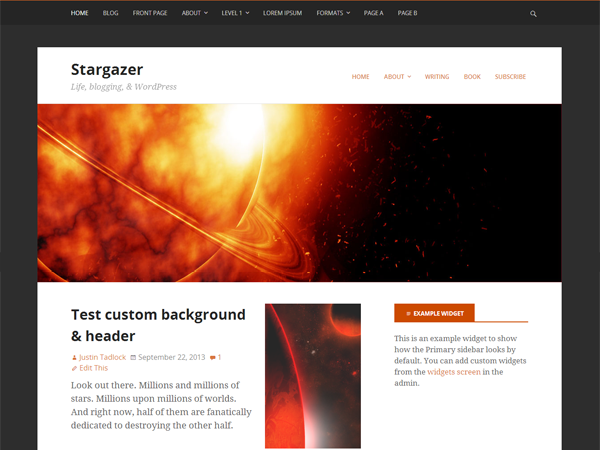 HOME BLOG FRONT PAGE ABOUT LEVEL 1 LOREM IPSUM FORMATS PAGE A PAGE B
Stargazer
Life, blogging, & WordPress
HOME ABOUT WRITING BOOK SUBSCRIBE
Test custom background
& header
Justin Tadlock September 22, 2013 1
Edit This
Look out there. Millions and millions of
stars. Millions upon millions of worlds.
And right now, half of them are fanatically
dedicated to destroying the other half.
EXAMPLE WIDGET
This is an example widget to show
how the Primary sidebar looks by
default. You can add custom widgets
from the widgets screen in the
admin.